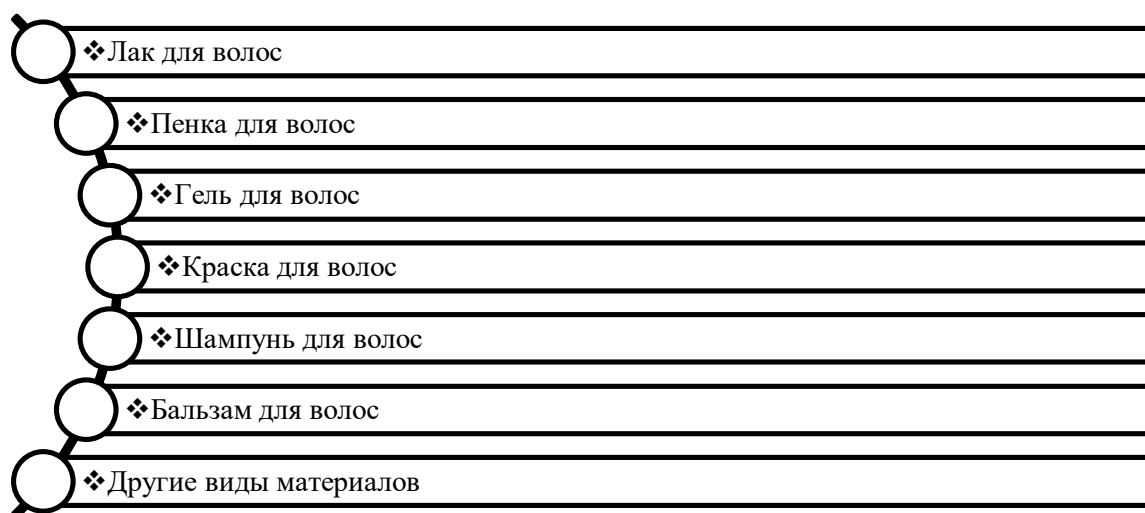 ❖Лак для волос
❖Пенка для волос
❖Гель для волос
❖Краска для волос
❖Шампунь для волос
❖Бальзам для волос
❖Другие виды материалов